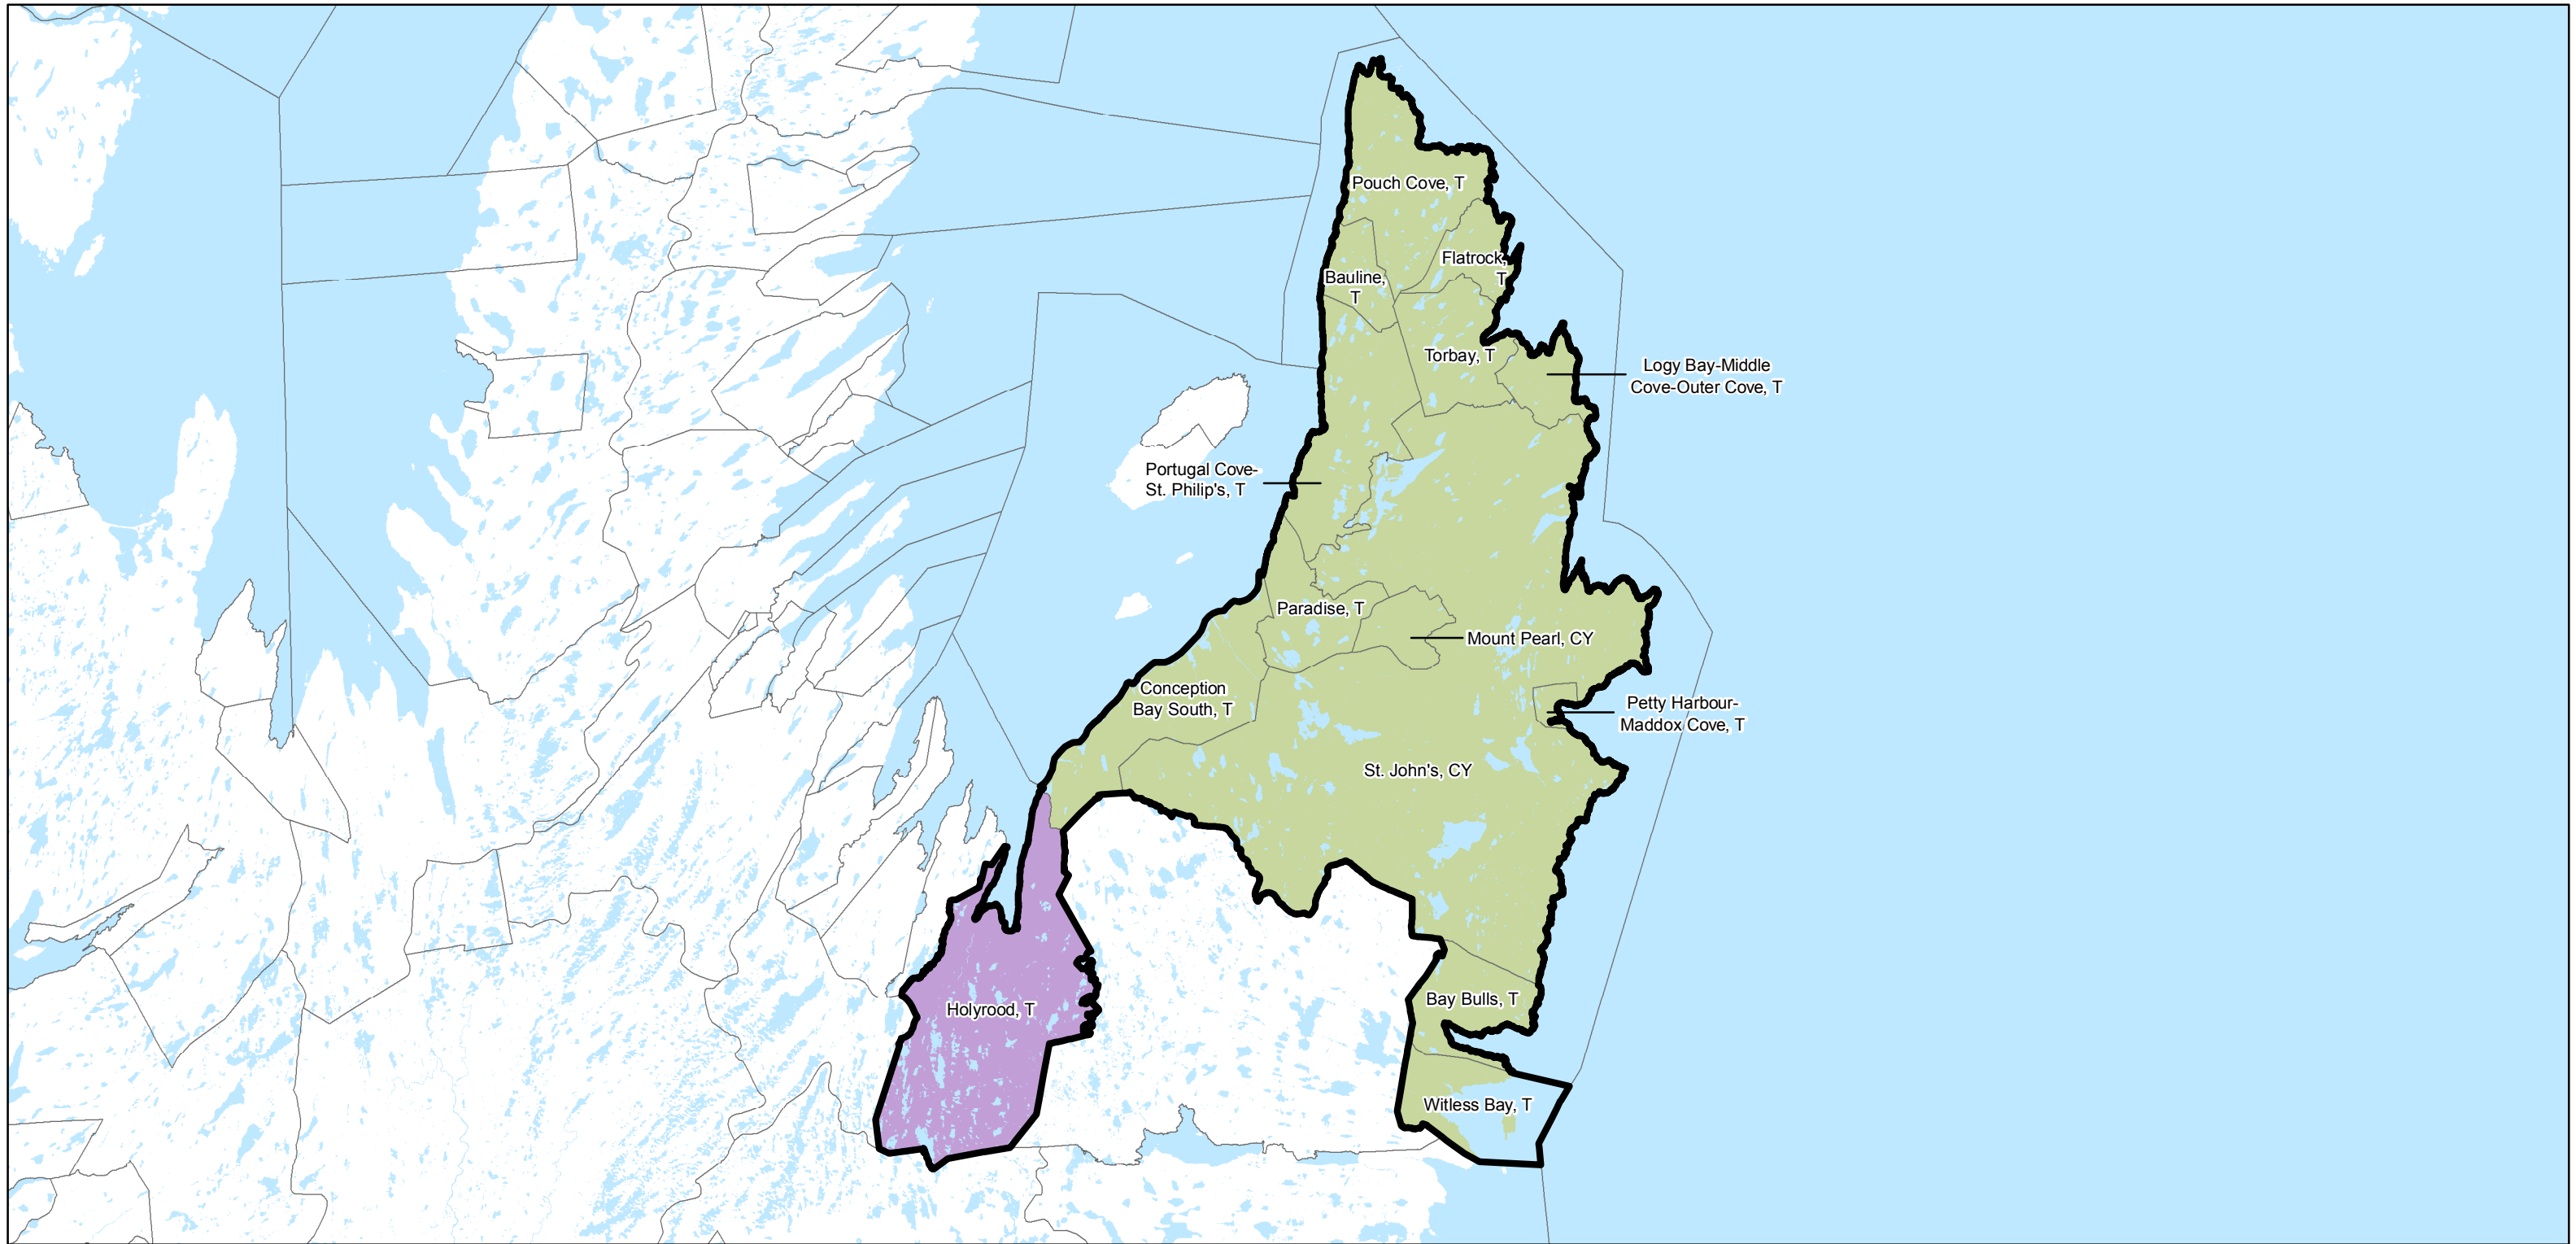 Pouch Cove, T
Flatrock,
T
Bauline,
T
Torbay, T
Logy Bay-Middle
Cove-Outer Cove, T
Portugal Cove-
St. Philip's, T
Paradise, T
Mount Pearl, CY
Conception
Bay South, T
Petty Harbour-
Maddox Cove, T
St. John's, CY
Bay Bulls, T
Holyrood, T
Witless Bay, T